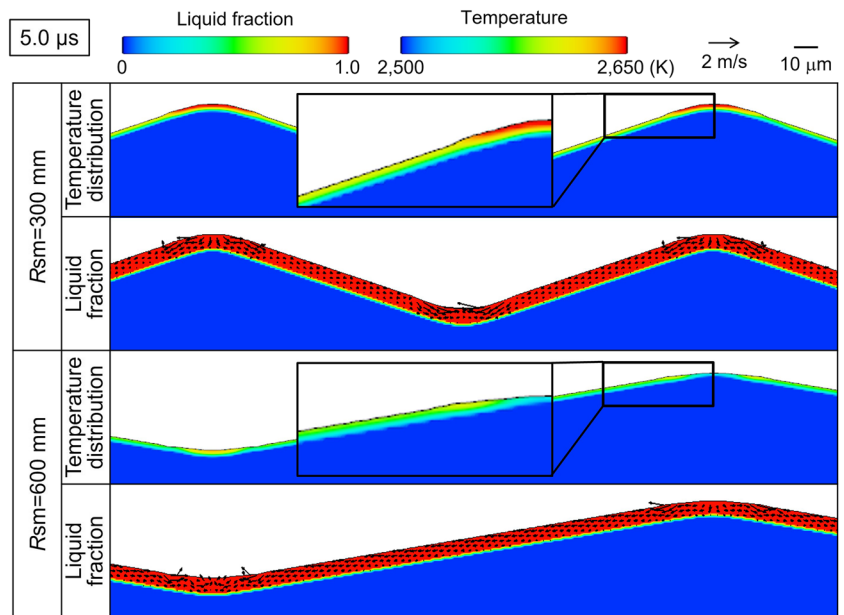 Liquid fraction
Temperature
5.0 μs
0
1.0
2,500
2,650 (K)
2 m/s
10 μm
Rsm=300 mm
Temperature
distribution
Liquid
fraction
Rsm=600 mm
Temperature
distribution
Liquid
fraction